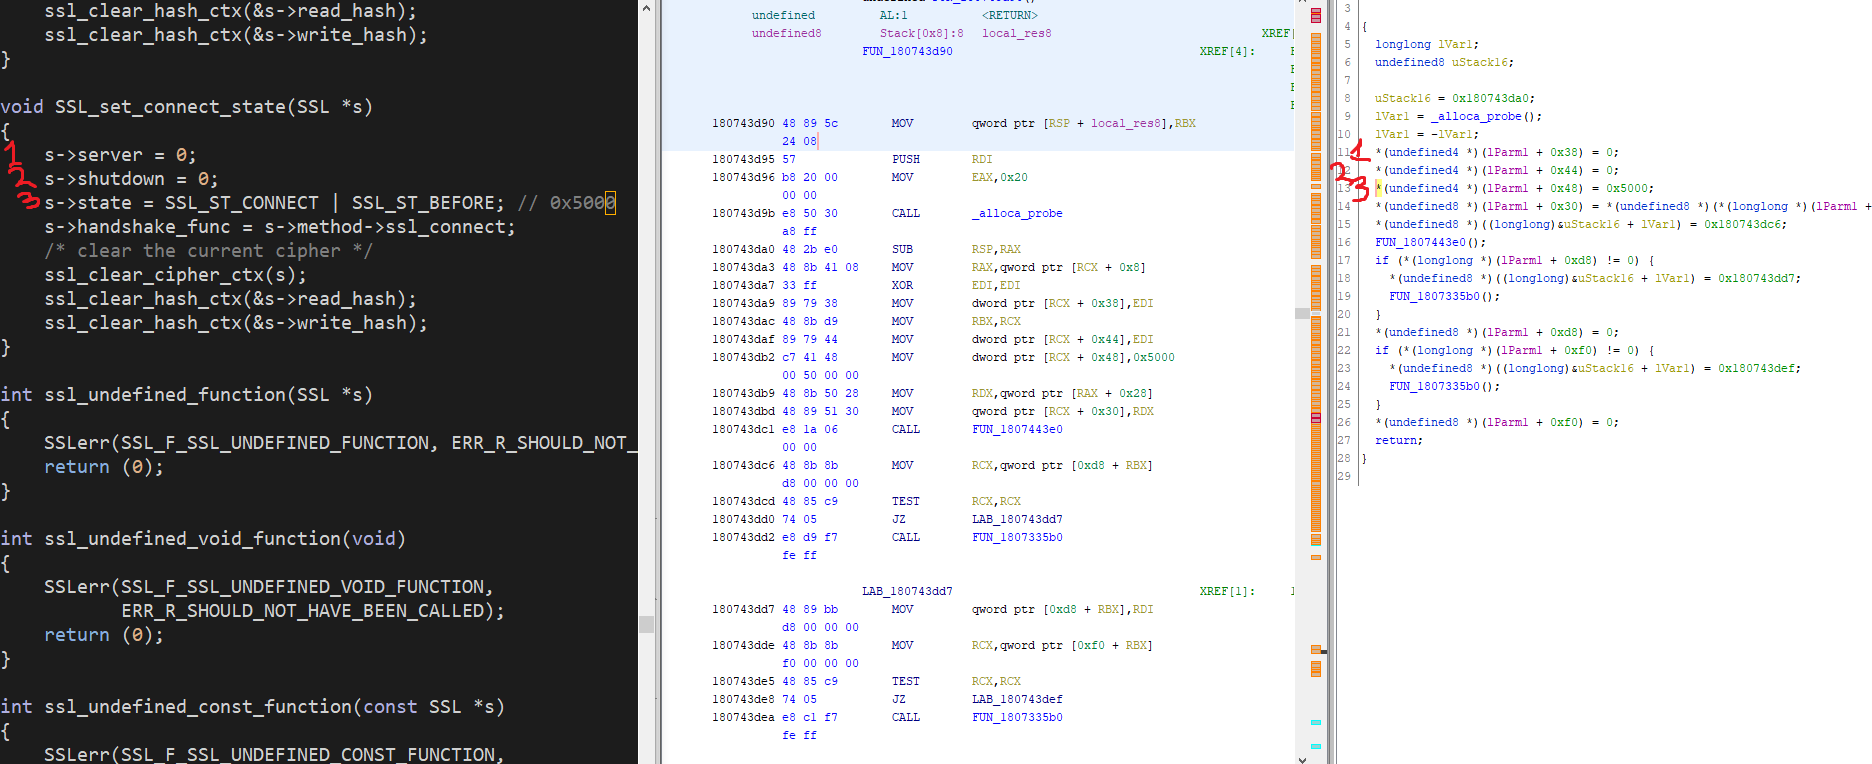 ssl_clear_hash_ctx(&s->read_hash);
ssl_clear_hash_ctx(&s->write_hash);
}
void SSL_set_connect_state(SSL *s)
{
1 s->server = 0;
2 s->shutdown = 0;
3 s->state = SSL_ST_CONNECT | SSL_ST_BEFORE; // 0x5000
s->handshake_func = s->method->ssl_connect;
/* clear the current cipher */
ssl_clear_cipher_ctx(s);
ssl_clear_hash_ctx(&s->read_hash);
ssl_clear_hash_ctx(&s->write_hash);
}
int ssl_undefined_function(SSL *s)
{
SSLerr(SSL_F_SSL_UNDEFINED_FUNCTION, ERR_R_SHOULD_NOT_
return (0);
}
int ssl_undefined_void_function(void)
{
SSLerr(SSL_F_SSL_UNDEFINED_VOID_FUNCTION,
ERR_R_SHOULD_NOT_HAVE_BEEN_CALLED);
return (0);
}
int ssl_undefined_const_function(const SSL *s)
{
SSLerr(SSL_F_SSL_UNDEFINED_CONST_FUNCTION,
undefined AL:1 <RETURN>
undefined8 Stack[0x8]:8 local_res8 XREF[
FUN_180743d90 XREF[4]:
180743d90 48 89 5c MOV qword ptr [RSP + local_res8],RBX
24 08
180743d95 57 PUSH RDI
180743d96 b8 20 00 MOV EAX,0x20
00 00
180743d9b e8 50 30 CALL _alloca_probe
a8 ff
180743da0 48 2b e0 SUB RSP,RAX
180743da3 48 8b 41 08 MOV RAX,qword ptr [RCX + 0x8]
180743da7 33 ff XOR EDI,EDI
180743da9 89 79 38 MOV dword ptr [RCX + 0x38],EDI
180743dac 48 8b d9 MOV RBX,RCX
180743daf 89 79 44 MOV dword ptr [RCX + 0x44],EDI
180743db2 c7 41 48 MOV dword ptr [RCX + 0x48],0x5000
00 50 00 00
180743db9 48 8b 50 28 MOV RDX,qword ptr [RAX + 0x28]
180743dbd 48 89 51 30 MOV qword ptr [RCX + 0x30],RDX
180743dc1 e8 1a 06 CALL FUN_1807443e0
00 00
180743dc6 48 8b 8b MOV RCX,qword ptr [0xd8 + RBX]
d8 00 00 00
180743dcd 48 85 c9 TEST RCX,RCX
180743dd0 74 05 JZ LAB_180743dd7
180743dd2 e8 d9 f7 CALL FUN_1807335b0
fe ff
LAB_180743dd7 XREF[1]: 1
180743dd7 48 89 bb MOV qword ptr [0xd8 + RBX],RDI
d8 00 00 00
180743dde 48 8b 8b MOV RCX,qword ptr [0xf0 + RBX]
f0 00 00 00
180743de5 48 85 c9 TEST RCX,RCX
180743de8 74 05 JZ LAB_180743def
180743dea e8 c1 f7 CALL FUN_1807335b0
fe ff
3
4 {
5 longlong lVar1;
6 undefined8 uStack16;
7
8 uStack16 = 0x180743da0;
9 lVar1 = _alloca_probe();
10 lVar1 = -lVar1;
11 1 *(undefined4 *)(lParm1 + 0x38) = 0;
12 2 *(undefined4 *)(lParm1 + 0x44) = 0;
13 3 *(undefined4 *)(lParm1 + 0x48) = 0x5000;
14 *(undefined8 *)(lParm1 + 0x30) = *(undefined8 *)(*(longlong *)(lParm1 +
15 *(undefined8 *)((longlong)&uStack16 + lVar1) = 0x180743dc6;
16 FUN_1807443e0();
17 if (*(longlong *)(lParm1 + 0xd8) != 0) {
18 *(undefined8 *)((longlong)&uStack16 + lVar1) = 0x180743dd7;
19 FUN_1807335b0();
20 }
21 *(undefined8 *)(lParm1 + 0xd8) = 0;
22 if (*(longlong *)(lParm1 + 0xf0) != 0) {
23 *(undefined8 *)((longlong)&uStack16 + lVar1) = 0x180743def;
24 FUN_1807335b0();
25 }
26 *(undefined8 *)(lParm1 + 0xf0) = 0;
27 return;
28 }
29